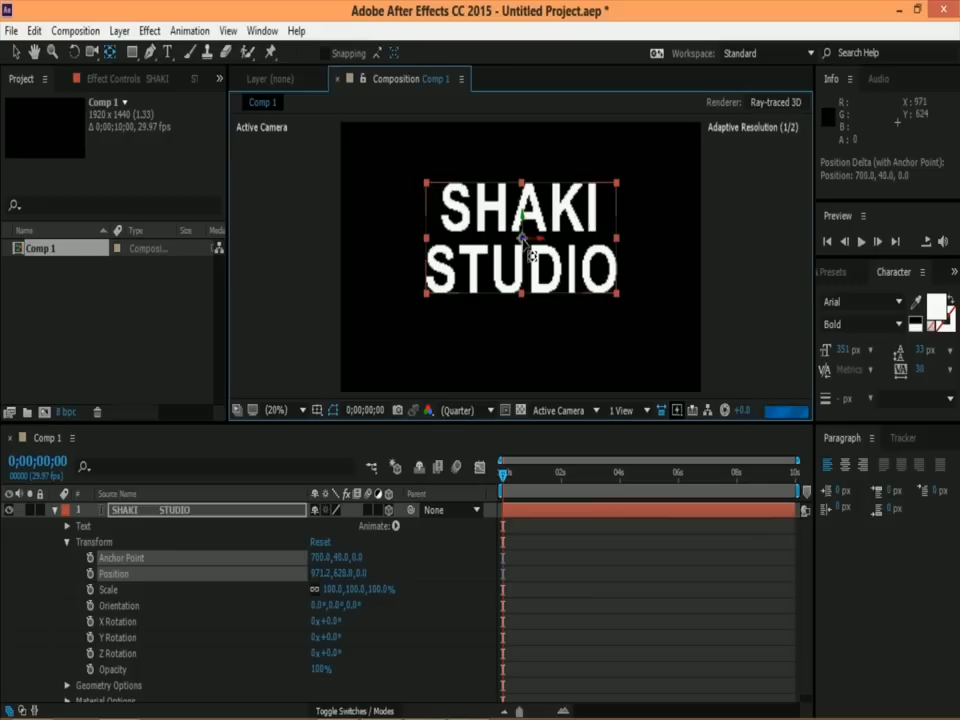 Adobe After Effects CC 2015 - Untitled Project.aep *
File Edit Composition Layer Effect Animation View Window Help
Snapping
Workspace: Standard
Search Help
Project
Effect Controls SHAKI ST
Layer (none)
Composition Comp 1
Info Audio
Comp 1
1920 x 1440 (1.33)
Δ 0;00;10;00, 29.97 fps
Comp 1
Renderer: Ray-traced 3D
Active Camera
Adaptive Resolution (1/2)
R :
G :
B :
A : 0
X : 971
Y : 624
Position Delta (with Anchor Point):
Position: 700.0, 40.0, 0.0
SHAKI
STUDIO
Preview
Name Type Size Media
Comp 1 Composi...
Presets Character
Arial
Bold
351 px 33 px
Metrics 38
- px
8 bpc
(20%) 0;00;00;00 (Quarter) Active Camera 1 View +0.0
Comp 1
Paragraph Tracker
0;00;00;00
00000 (29.97 fps)
0s 02s 04s 06s 08s 10s
# Source Name Parent
0 px 0 px 0 px
0 px 0 px
1 SHAKI STUDIO None
Text Animate:
Transform Reset
Anchor Point 700.0,40.0,0.0
Position 971.2,628.0,0.0
Scale 100.0,100.0,100.0%
Orientation 0.0°,0.0°,0.0°
X Rotation 0x+0.0°
Y Rotation 0x+0.0°
Z Rotation 0x+0.0°
Opacity 100%
Geometry Options
Material Options
Toggle Switches / Modes